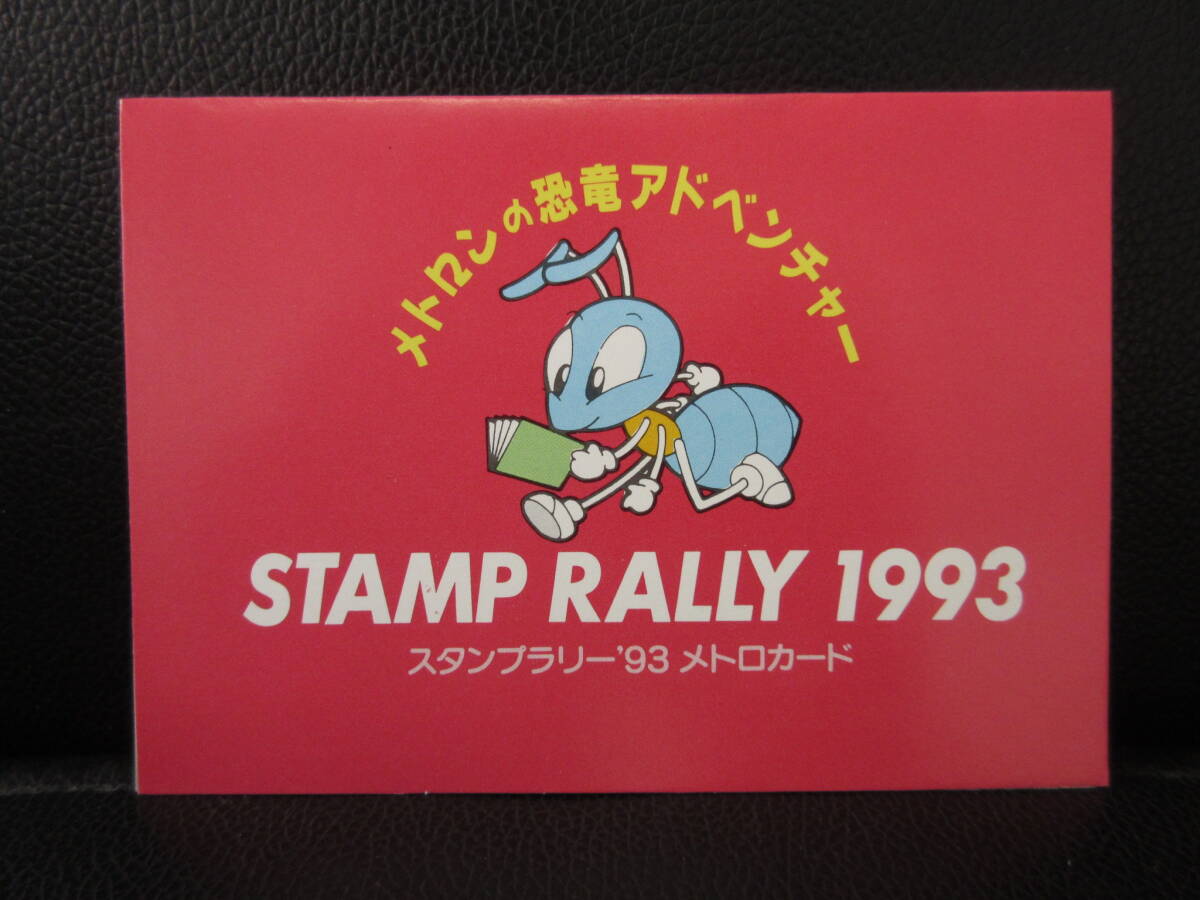 メトロンの恐竜アドベンチャー
STAMP RALLY 1993
スタンプラリー'93 メトロカード